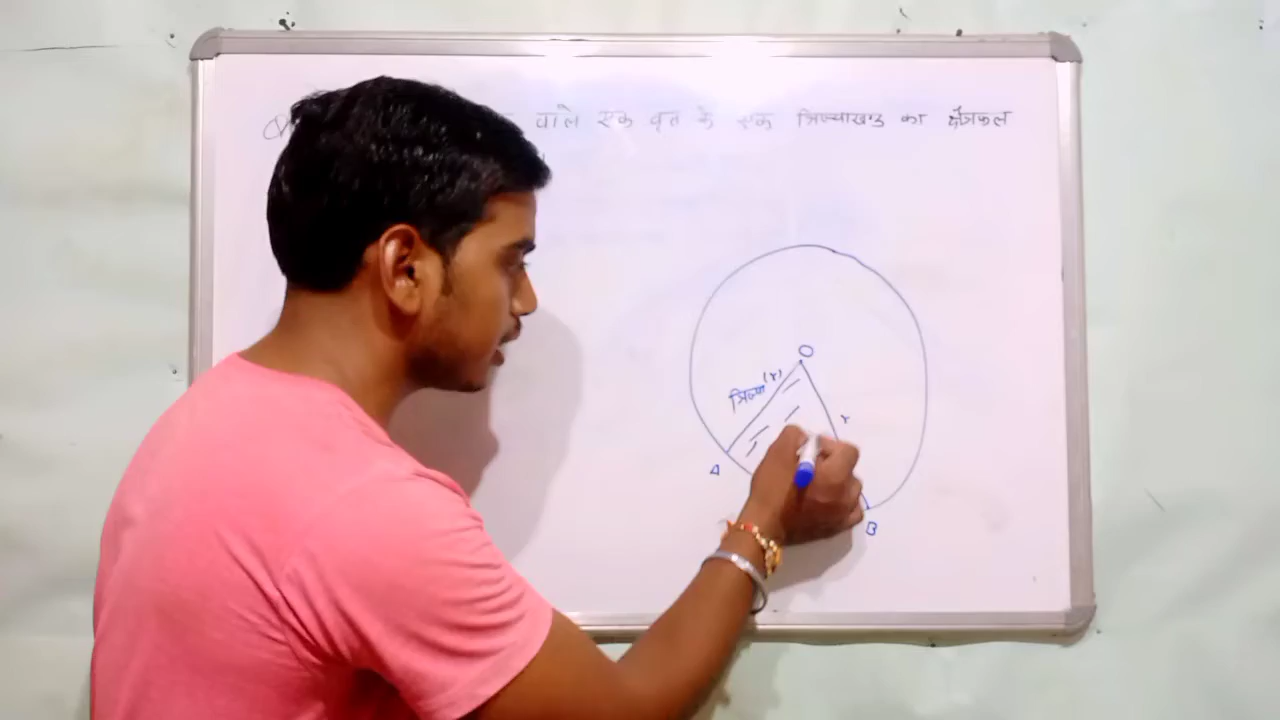 वाले एक वृत के एक त्रिज्याखण्ड का क्षेत्रफल
O
त्रिज्या (r)
r
A
B